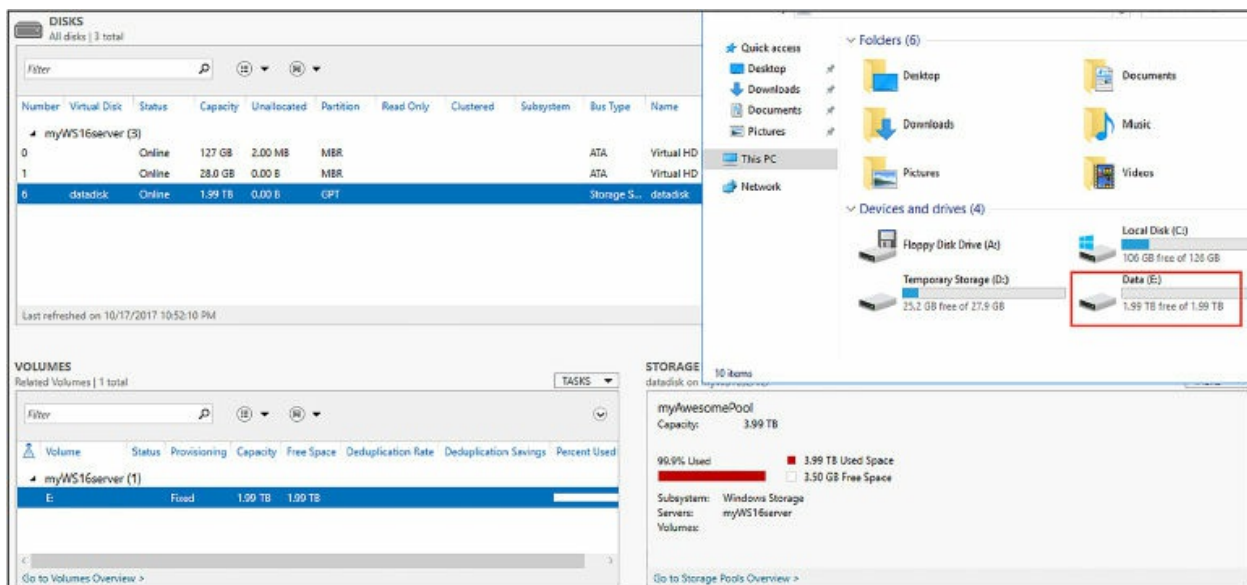 DISKS
All disks | 3 total
Filter
Number Virtual Disk Status Capacity Unallocated Partition Read Only Clustered Subsystem Bus Type Name
myWS16server (3)
0 Online 127 GB 2.00 MB MBR ATA Virtual HD
1 Online 28.0 GB 0.00 B MBR ATA Virtual HD
6 datadisk Online 1.99 TB 0.00 B GPT Storage S... datadisk
Last refreshed on 10/17/2017 10:52:10 PM
Quick access
Desktop
Downloads
Documents
Pictures
This PC
Network
Folders (6)
Desktop
Documents
Downloads
Music
Pictures
Videos
Devices and drives (4)
Floppy Disk Drive (A:)
Local Disk (C:)
106 GB free of 126 GB
Temporary Storage (D:)
25.2 GB free of 27.9 GB
Data (E:)
1.99 TB free of 1.99 TB
10 items
VOLUMES
Related Volumes | 1 total
TASKS
Filter
Volume Status Provisioning Capacity Free Space Deduplication Rate Deduplication Savings Percent Used
myWS16server (1)
E: Fixed 1.99 TB 1.99 TB
Go to Volumes Overview >
STORAGE
datadisk on
myAwesomePool
Capacity: 3.99 TB
99.9% Used
3.99 TB Used Space
3.50 GB Free Space
Subsystem: Windows Storage
Servers: myWS16server
Volumes:
Go to Storage Pools Overview >